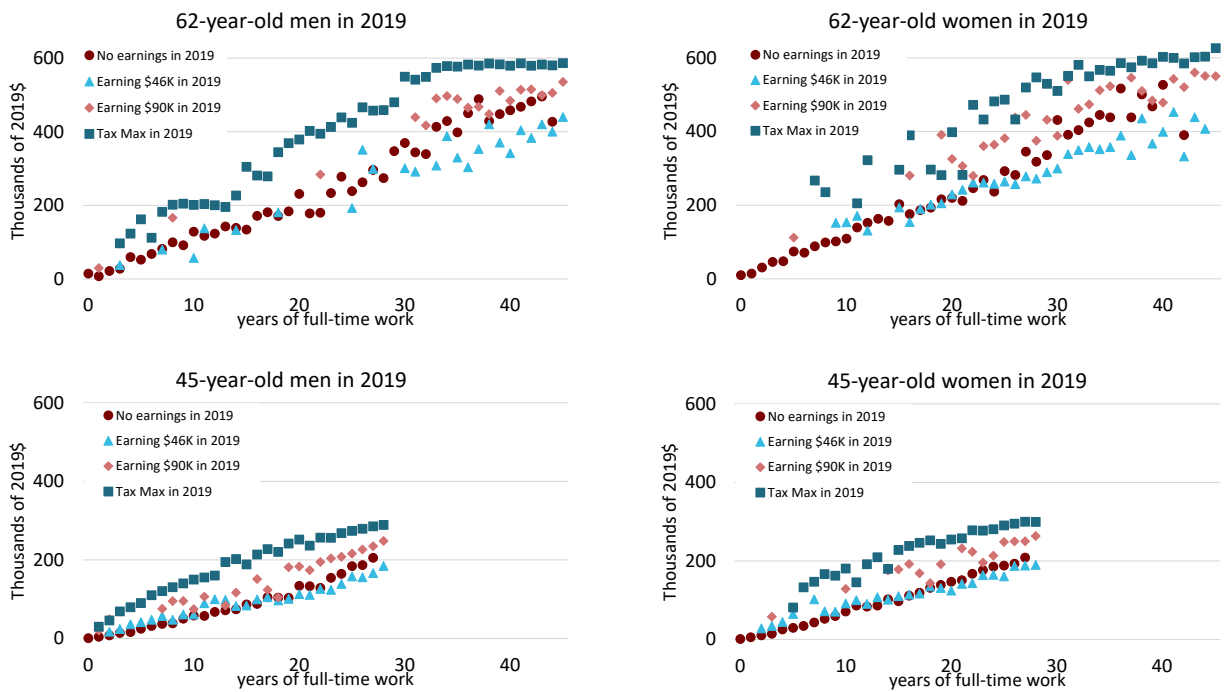 62-year-old men in 2019
Thousands of 2019$
600
400
200
0
No earnings in 2019
Earning $46K in 2019
Earning $90K in 2019
Tax Max in 2019
0 10 20 30 40
years of full-time work
62-year-old women in 2019
Thousands of 2019$
600
400
200
0
No earnings in 2019
Earning $46K in 2019
Earning $90K in 2019
Tax Max in 2019
0 10 20 30 40
years of full-time work
45-year-old men in 2019
Thousands of 2019$
600
400
200
0
No earnings in 2019
Earning $46K in 2019
Earning $90K in 2019
Tax Max in 2019
0 10 20 30 40
years of full-time work
45-year-old women in 2019
Thousands of 2019$
600
400
200
0
No earnings in 2019
Earning $46K in 2019
Earning $90K in 2019
Tax Max in 2019
0 10 20 30 40
years of full-time work